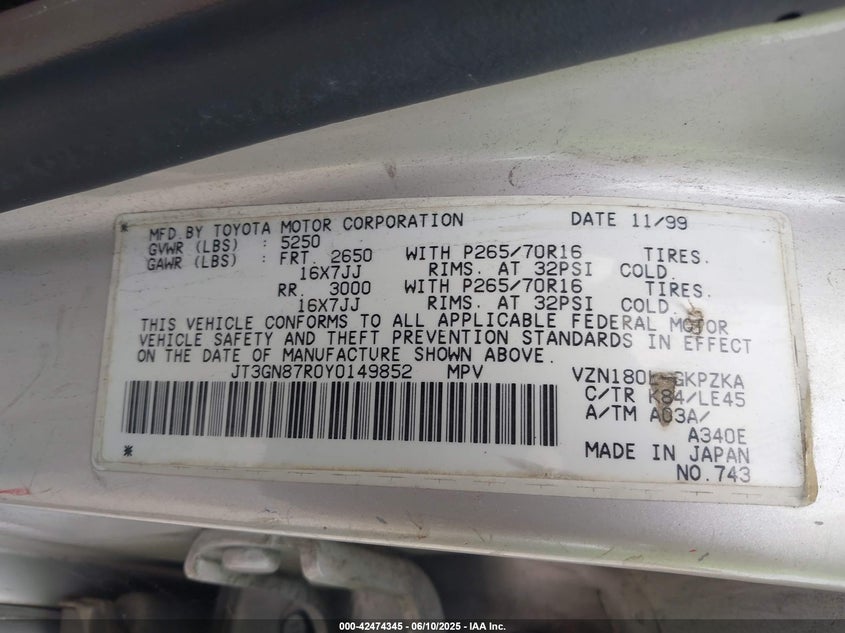 * MFD BY TOYOTA MOTOR CORPORATION DATE 11/99
GVWR (LBS) : 5250
GAWR (LBS) : FRT. 2650 WITH P265/70R16 TIRES.
16X7JJ RIMS. AT 32PSI COLD.
RR. 3000 WITH P265/70R16 TIRES.
16X7JJ RIMS. AT 32PSI COLD.
THIS VEHICLE CONFORMS TO ALL APPLICABLE FEDERAL MOTOR
VEHICLE SAFETY AND THEFT PREVENTION STANDARDS IN EFFECT
ON THE DATE OF MANUFACTURE SHOWN ABOVE.
JT3GN87R0Y0149852 MPV VZN180L-GKPZKA
C/TR K84/LE45
A/TM A03A/
A340E
* MADE IN JAPAN
NO.743
000-42474345 - 06/10/2025 - IAA Inc.